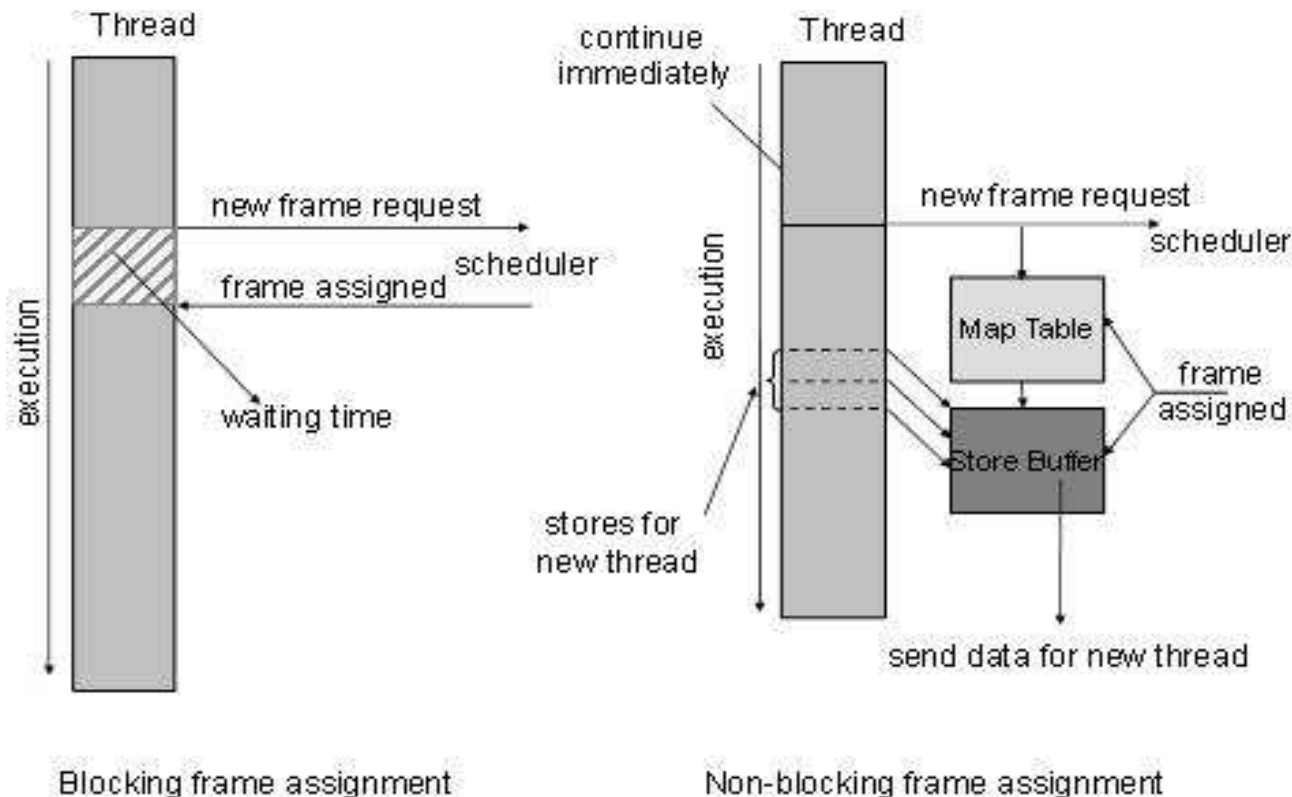 Thread
new frame request
scheduler
frame assigned
execution
waiting time
Blocking frame assignment
continue
immediately
Thread
new frame request
scheduler
execution
Map Table
frame
assigned
Store Buffer
stores for
new thread
send data for new thread
Non-blocking frame assignment